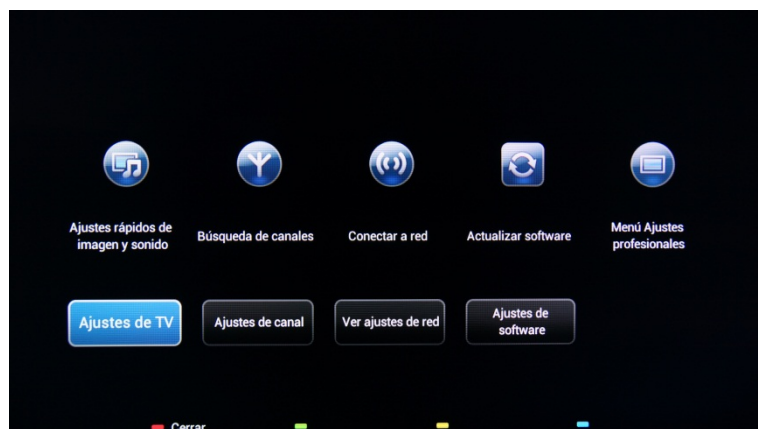 Ajustes rápidos de
imagen y sonido
Búsqueda de canales
Conectar a red
Actualizar software
Menú Ajustes
profesionales
Ajustes de TV
Ajustes de canal
Ver ajustes de red
Ajustes de
software
Cerrar